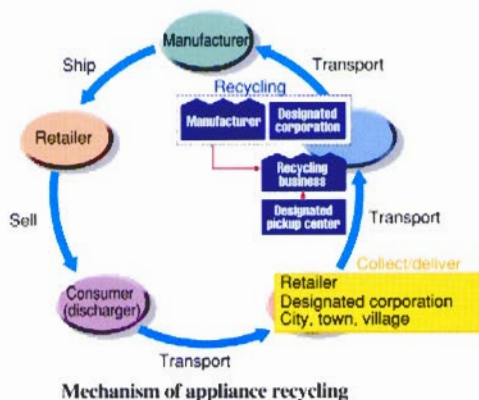 Manufacturer
Ship
Transport
Recycling
Manufacturer
Designated
corporation
Retailer
Recycling
business
Designated
pickup center
Sell
Transport
Collect/deliver
Retailer
Designated corporation
City, town, village
Consumer
(discharger)
Transport
Mechanism of appliance recycling